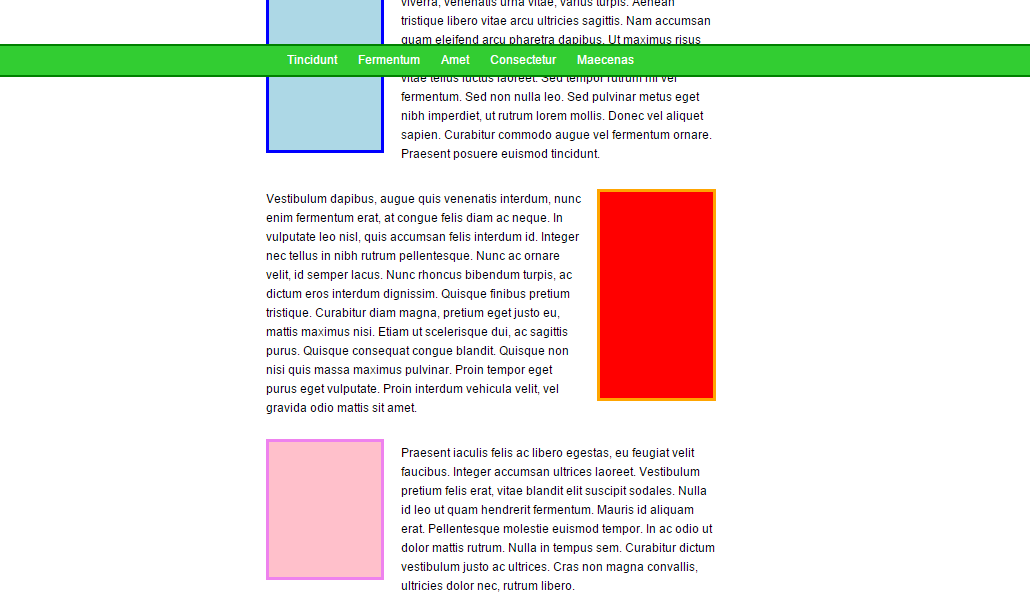 viverra, venenatis urna vitae, varius turpis. Aenean
tristique libero vitae arcu ultricies sagittis. Nam accumsan
quam eleifend arcu pharetra dapibus. Ut maximus risus
Tincidunt Fermentum Amet Consectetur Maecenas
vitae tellus luctus laoreet. Sed tempor rutrum mi vel
fermentum. Sed non nulla leo. Sed pulvinar metus eget
nibh imperdiet, ut rutrum lorem mollis. Donec vel aliquet
sapien. Curabitur commodo augue vel fermentum ornare.
Praesent posuere euismod tincidunt.
Vestibulum dapibus, augue quis venenatis interdum, nunc
enim fermentum erat, at congue felis diam ac neque. In
vulputate leo nisl, quis accumsan felis interdum id. Integer
nec tellus in nibh rutrum pellentesque. Nunc ac ornare
velit, id semper lacus. Nunc rhoncus bibendum turpis, ac
dictum eros interdum dignissim. Quisque finibus pretium
tristique. Curabitur diam magna, pretium eget justo eu,
mattis maximus nisi. Etiam ut scelerisque dui, ac sagittis
purus. Quisque consequat congue blandit. Quisque non
nisi quis massa maximus pulvinar. Proin tempor eget
purus eget vulputate. Proin interdum vehicula velit, vel
gravida odio mattis sit amet.
Praesent iaculis felis ac libero egestas, eu feugiat velit
faucibus. Integer accumsan ultrices laoreet. Vestibulum
pretium felis erat, vitae blandit elit suscipit sodales. Nulla
id leo ut quam hendrerit fermentum. Mauris id aliquam
erat. Pellentesque molestie euismod tempor. In ac odio ut
dolor mattis rutrum. Nulla in tempus sem. Curabitur dictum
vestibulum justo ac ultrices. Cras non magna convallis,
ultricies dolor nec, rutrum libero.